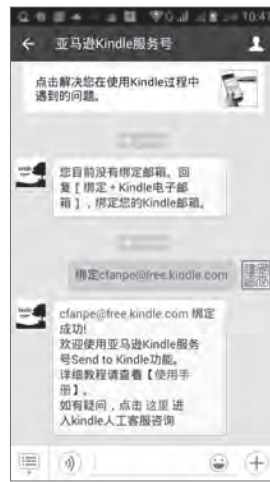 10:47
亚马逊Kindle服务号
点击解决您在使用Kindle过程中
遇到的问题。
您目前没有绑定邮箱。回
复[绑定+Kindle电子邮
箱]，绑定您的Kindle邮箱。
绑定cfanpe@free.kindle.com
cfanpe@free.kindle.com 绑定
成功!
欢迎使用亚马逊Kindle服务
号Send to Kindle功能。
详细教程请查看【使用手
册】。
如有疑问，点击 这里 进
入kindle人工客服咨询